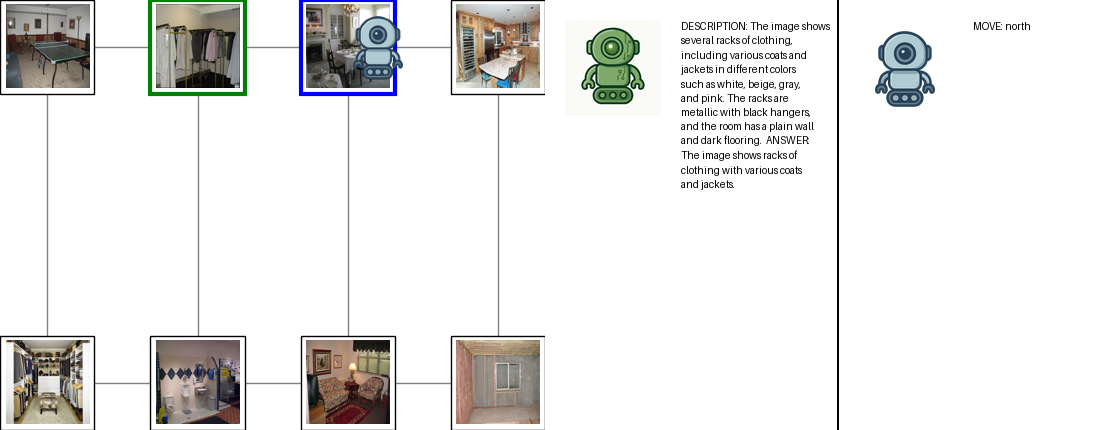 DESCRIPTION: The image shows
several racks of clothing,
including various coats and
jackets in different colors
such as white, beige, gray,
and pink. The racks are
metallic with black hangers,
and the room has a plain wall
and dark flooring. ANSWER:
The image shows racks of
clothing with various coats
and jackets.
MOVE: north